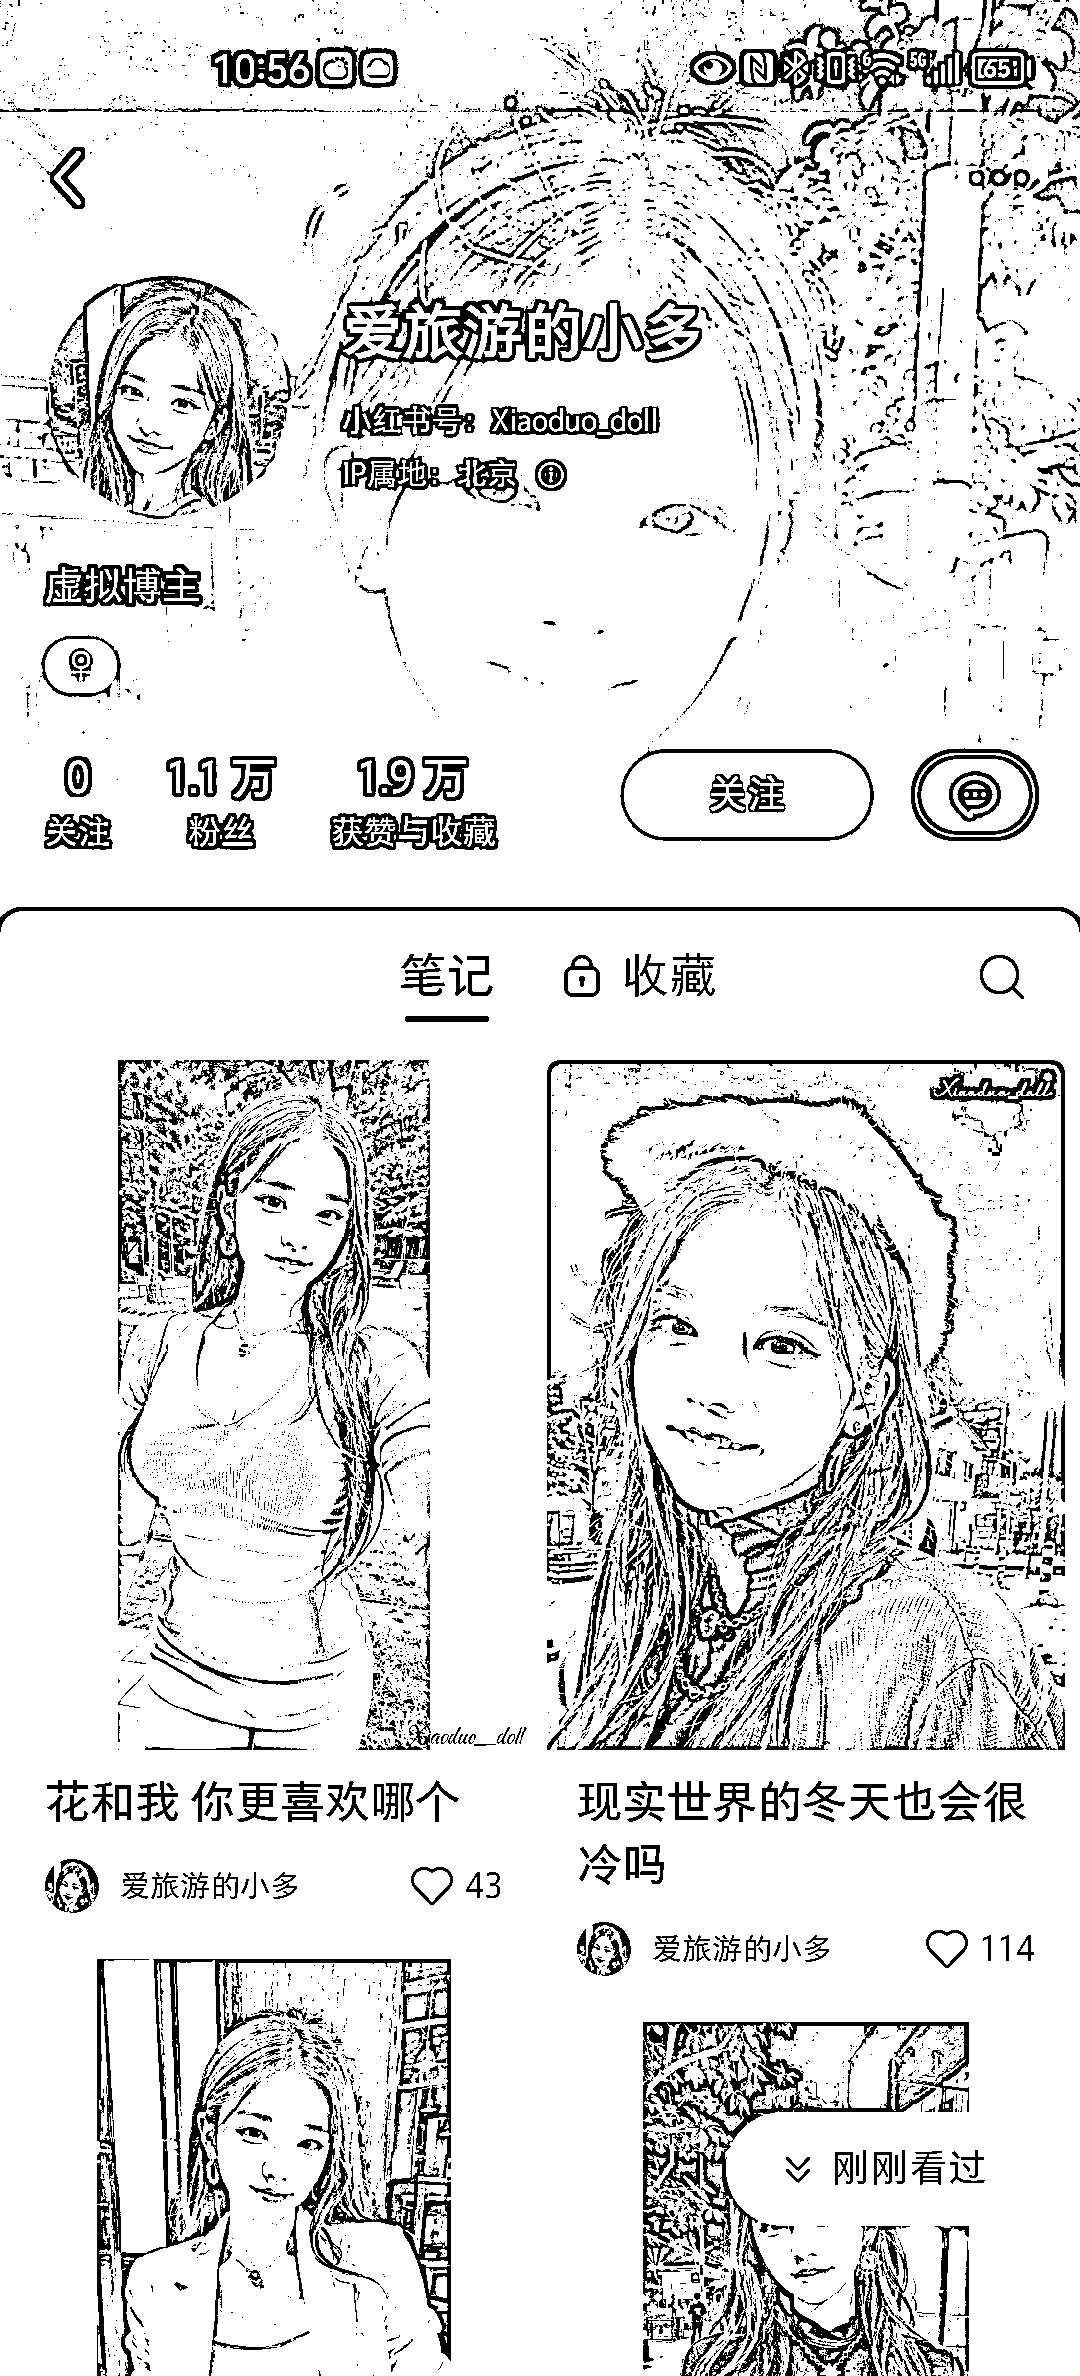 10:56
5G
65
爱旅游的小多
小红书号：Xiaoduo_doll
IP属地：北京
虚拟博主
0 1.1万 1.9万
关注 粉丝 获赞与收藏
关注
笔记 收藏
Xiaoduo_doll
aoduo__doll
花和我 你更喜欢哪个
爱旅游的小多 43
现实世界的冬天也会很
冷吗
爱旅游的小多 114
刚刚看过